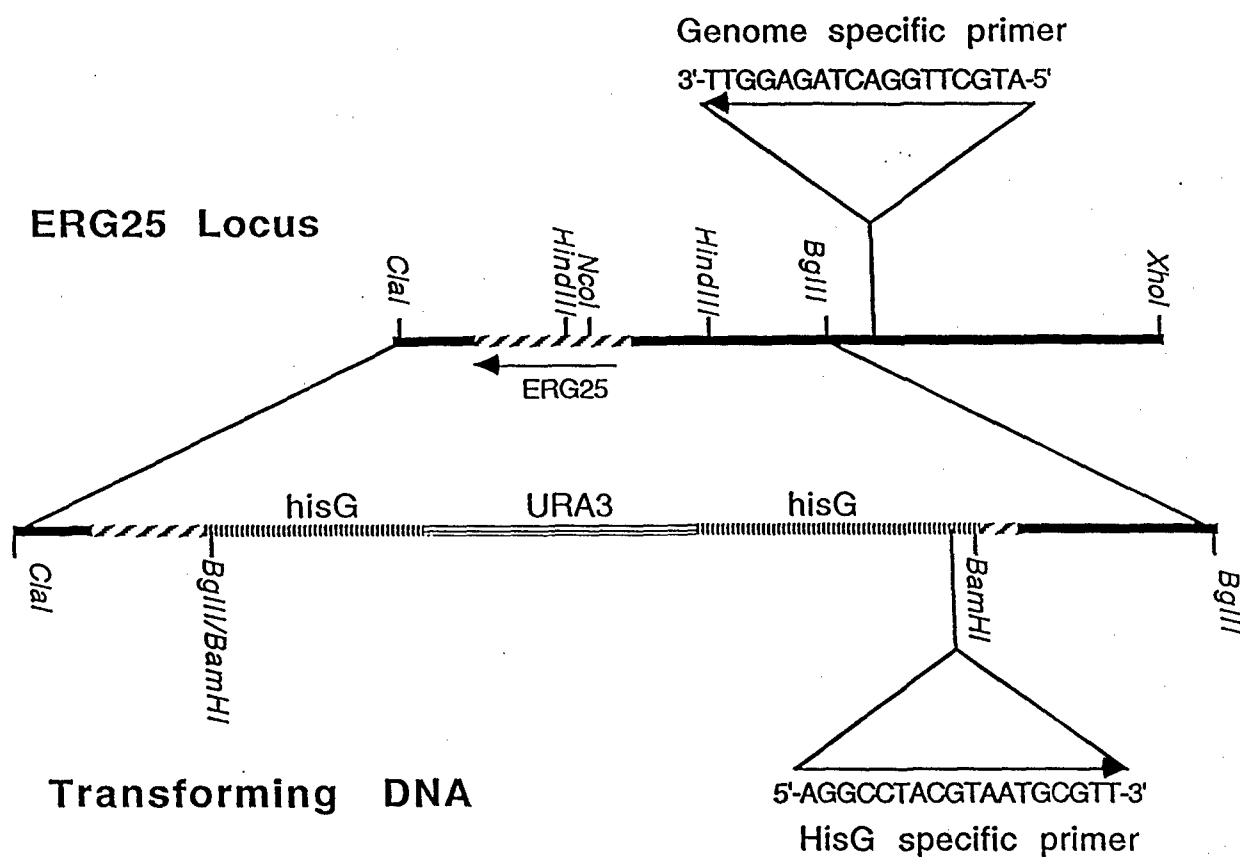 Genome specific primer
3'-TTGGAGATCAGGTTCGTA-5'
ERG25 Locus
ClaI
HindIII
NcoI
HindIII
BglII
XhoI
ERG25
hisG
URA3
hisG
ClaI
BglII/BamHI
BamHI
BglII
5'-AGGCCTACGTAATGCGTT-3'
HisG specific primer
Transforming DNA